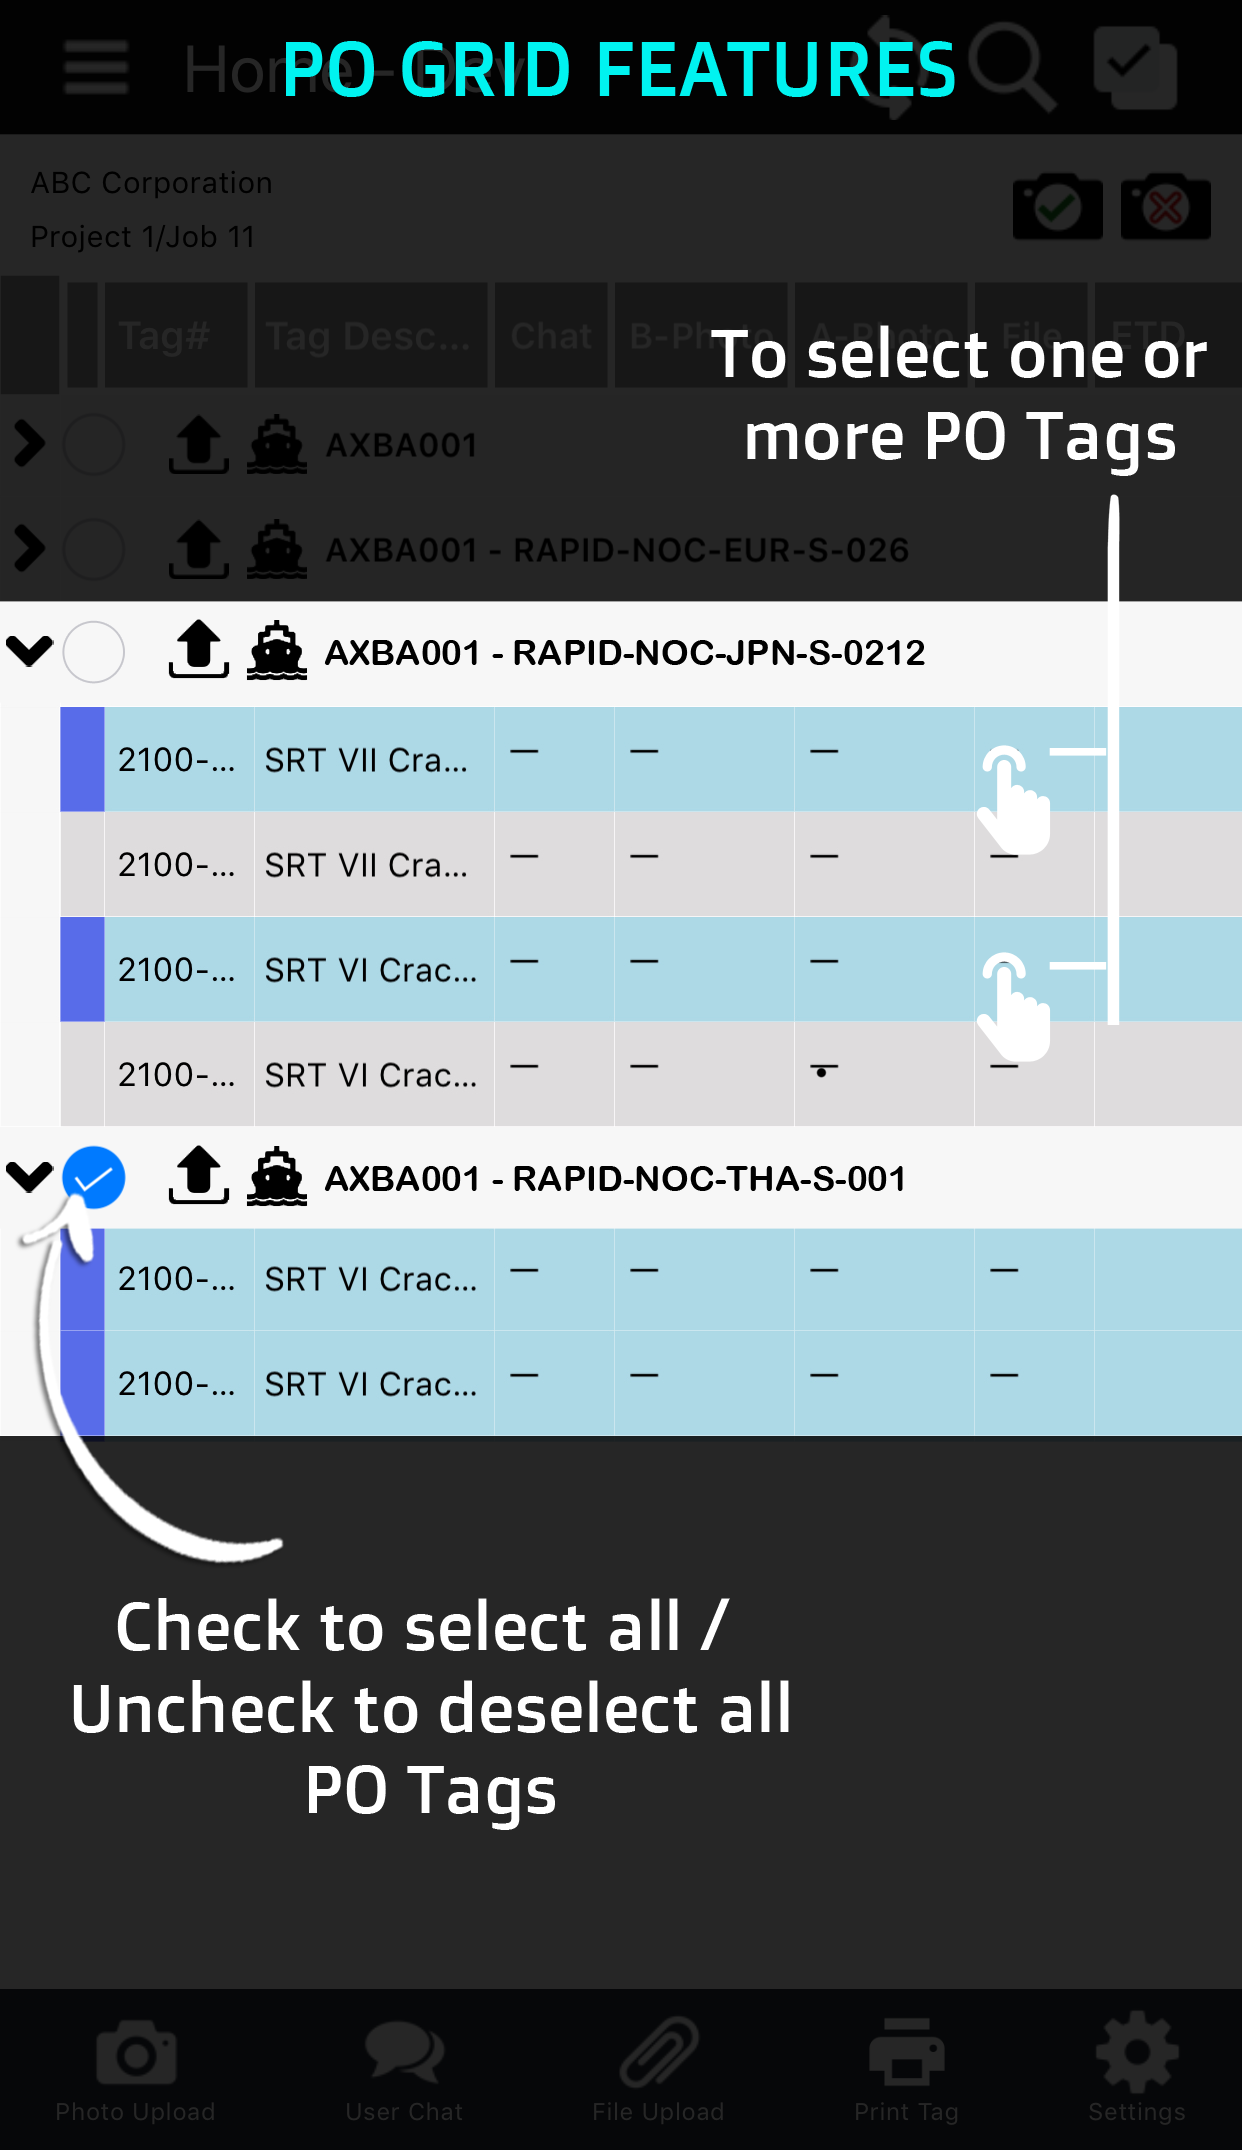 Home - Dev
PO GRID FEATURES
ABC Corporation
Project 1/Job 11
Tag# Tag Desc... Chat B-Photo A-Photo File ETD
To select one or
more PO Tags
AXBA001
AXBA001 - RAPID-NOC-EUR-S-026
AXBA001 - RAPID-NOC-JPN-S-0212
2100-... SRT VII Cra... — — —
2100-... SRT VII Cra... — — — —
2100-... SRT VI Crac... — — —
2100-... SRT VI Crac... — — — —
AXBA001 - RAPID-NOC-THA-S-001
2100-... SRT VI Crac... — — — —
2100-... SRT VI Crac... — — — —
Check to select all /
Uncheck to deselect all
PO Tags
Photo Upload User Chat File Upload Print Tag Settings